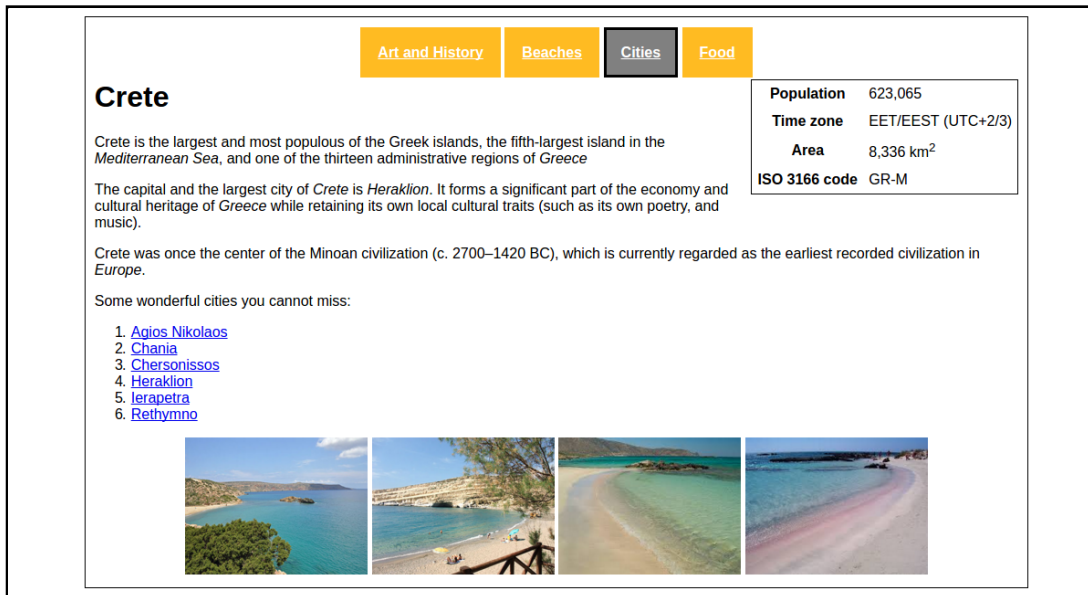 Art and History Beaches Cities Food
Crete
Population 623,065
Time zone EET/EEST (UTC+2/3)
Area 8,336 km²
ISO 3166 code GR-M
Crete is the largest and most populous of the Greek islands, the fifth-largest island in the
Mediterranean Sea, and one of the thirteen administrative regions of Greece
The capital and the largest city of Crete is Heraklion. It forms a significant part of the economy and
cultural heritage of Greece while retaining its own local cultural traits (such as its own poetry, and
music).
Crete was once the center of the Minoan civilization (c. 2700–1420 BC), which is currently regarded as the earliest recorded civilization in
Europe.
Some wonderful cities you cannot miss:
1. Agios Nikolaos
2. Chania
3. Chersonissos
4. Heraklion
5. Ierapetra
6. Rethymno